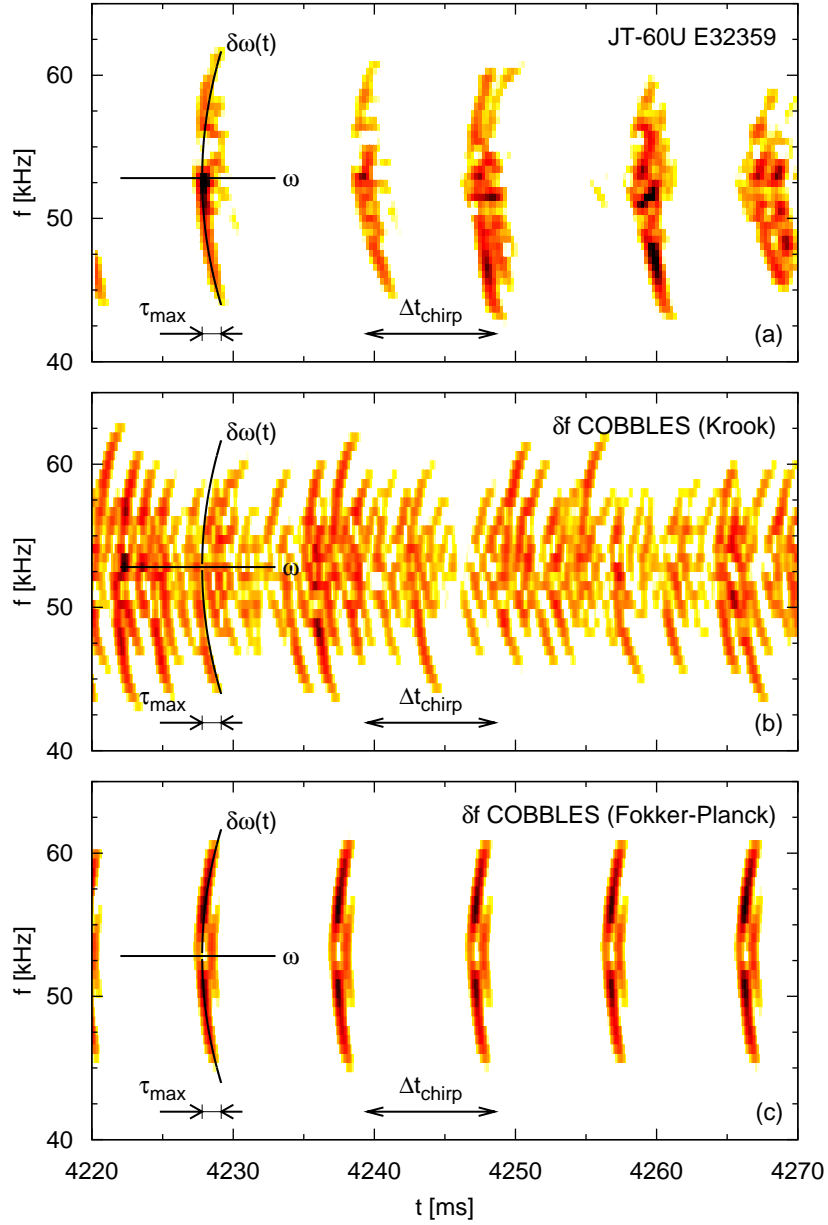 JT-60U E32359
δω(t)
60
f [kHz]
ω
50
τmax
Δtchirp
(a)
40
δf COBBLES (Krook)
δω(t)
60
f [kHz]
ω
50
τmax
Δtchirp
(b)
40
δf COBBLES (Fokker-Planck)
δω(t)
60
f [kHz]
ω
50
τmax
Δtchirp
(c)
40
4220 4230 4240 4250 4260 4270
t [ms]